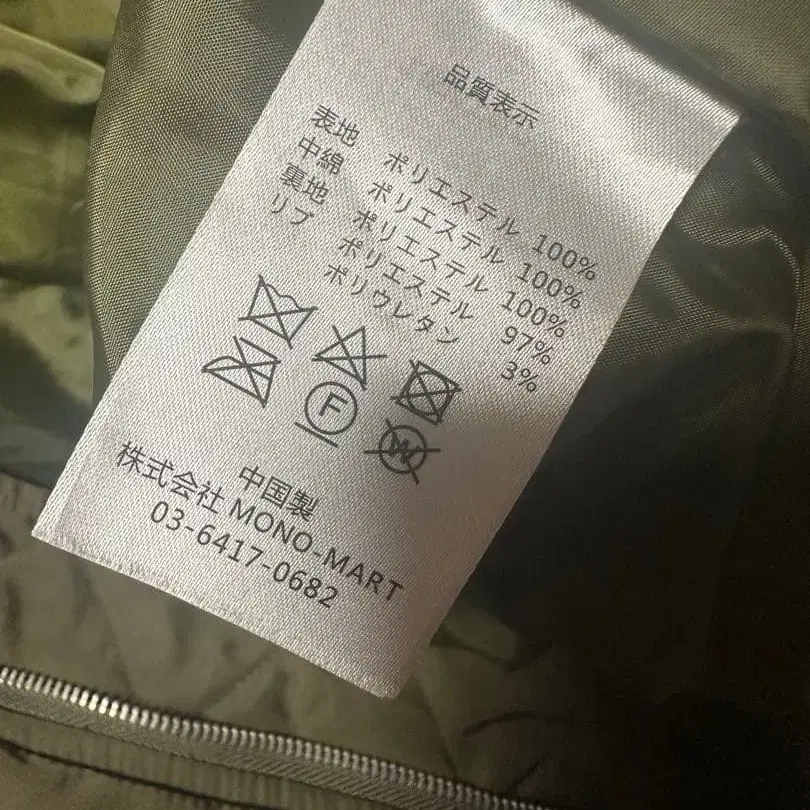 品質表示
表地 ポリエステル 100%
中綿 ポリエステル 100%
裏地 ポリエステル 100%
リブ ポリエステル 97%
ポリウレタン 3%
F
W
中国製
株式会社 MONO-MART
03-6417-0682